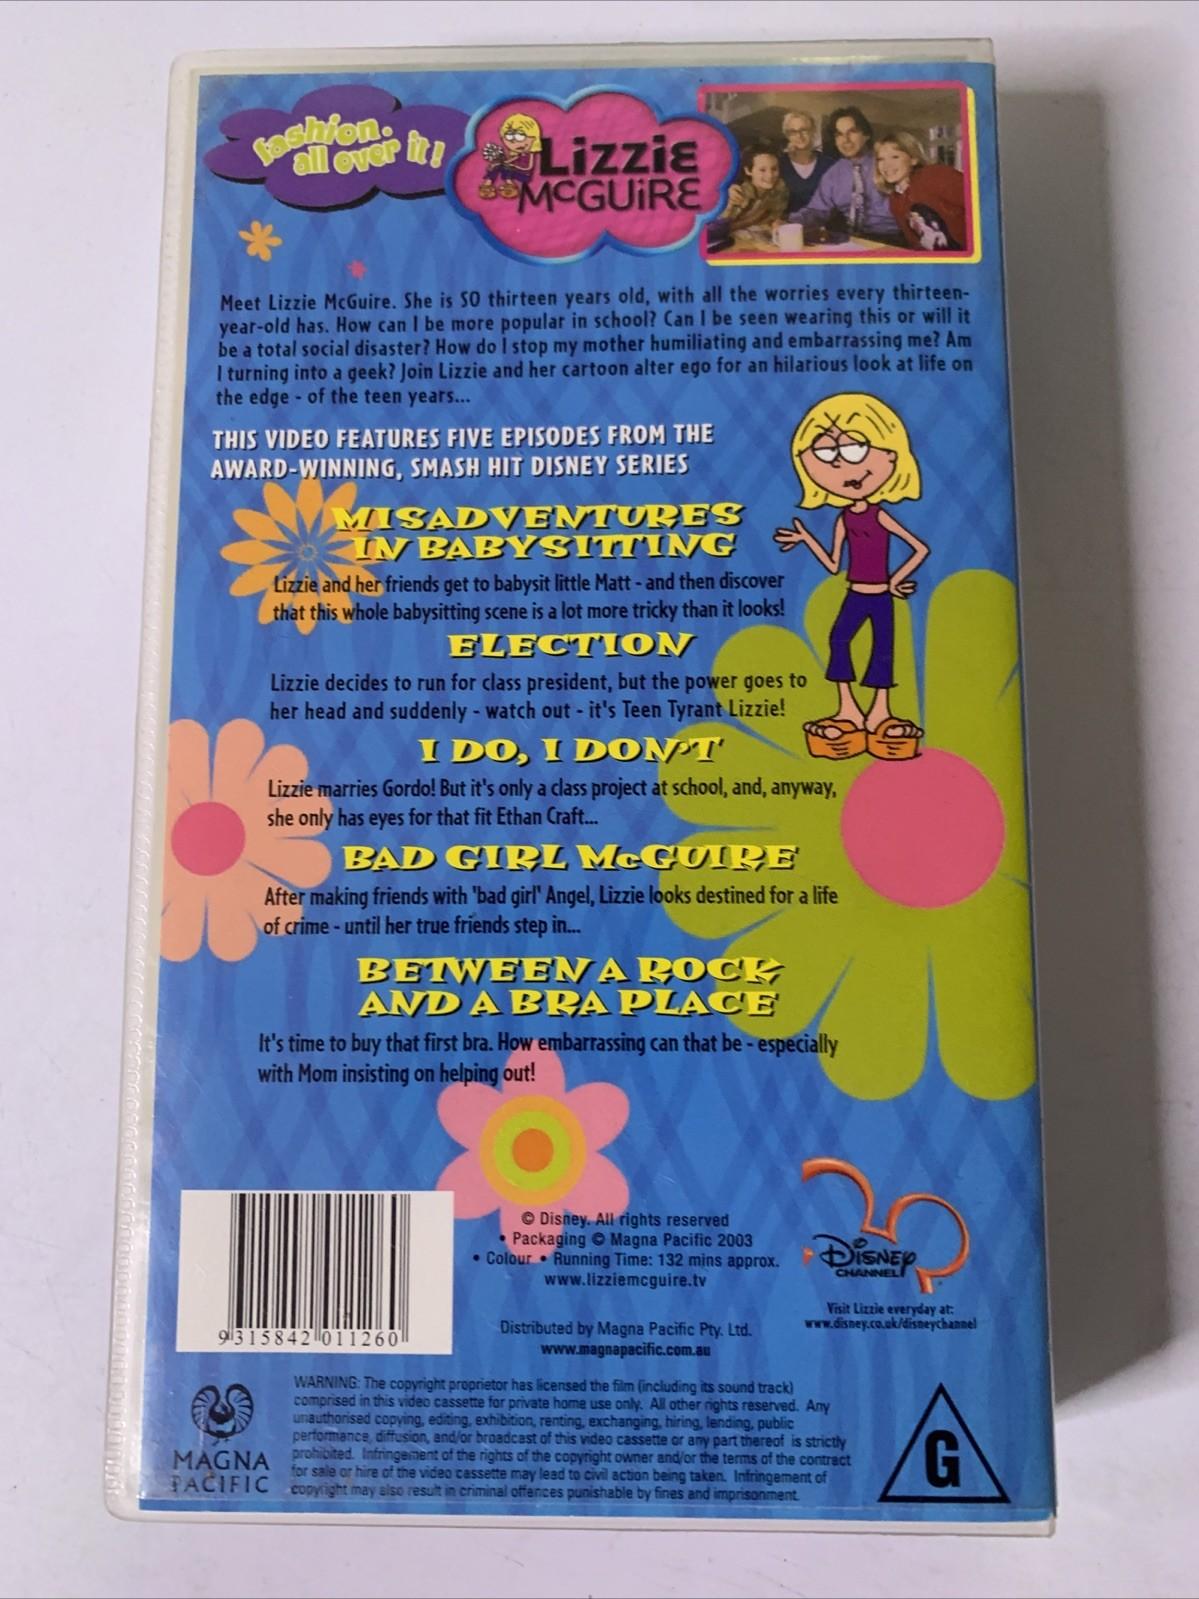 fashion.
all over it!
Lizzie
McGUiRE
Meet Lizzie McGuire. She is SO thirteen years old, with all the worries every thirteen-
year-old has. How can I be more popular in school? Can I be seen wearing this or will it
be a total social disaster? How do I stop my mother humiliating and embarrassing me? Am
I turning into a geek? Join Lizzie and her cartoon alter ego for an hilarious look at life on
the edge - of the teen years...
THIS VIDEO FEATURES FIVE EPISODES FROM THE
AWARD-WINNING, SMASH HIT DISNEY SERIES
MISADVENTURES
IN BABYSITTING
Lizzie and her friends get to babysit little Matt - and then discover
that this whole babysitting scene is a lot more tricky than it looks!
ELECTION
Lizzie decides to run for class president, but the power goes to
her head and suddenly - watch out - it's Teen Tyrant Lizzie!
I DO, I DON'T
Lizzie marries Gordo! But it's only a class project at school, and, anyway,
she only has eyes for that fit Ethan Craft...
BAD GIRL McGUIRE
After making friends with 'bad girl' Angel, Lizzie looks destined for a life
of crime - until her true friends step in...
BETWEEN A ROCK
AND A BRA PLACE
It's time to buy that first bra. How embarrassing can that be - especially
with Mom insisting on helping out!
© Disney. All rights reserved
• Packaging © Magna Pacific 2003
• Colour • Running Time: 132 mins approx.
www.lizziemcguire.tv
Distributed by Magna Pacific Pty. Ltd.
www.magnapacific.com.au
DISNEY
CHANNEL
Visit Lizzie everyday at:
www.disney.co.uk/disneychannel
9 315842 011260
MAGNA
PACIFIC
WARNING: The copyright proprietor has licensed the film (including its sound track)
comprised in this video cassette for private home use only. All other rights reserved. Any
unauthorised copying, editing, exhibition, renting, exchanging, hiring, lending, public
performance, diffusion, and/or broadcast of this video cassette or any part thereof is strictly
prohibited. Infringement of the rights of the copyright owner and/or the terms of the contract
for sale or hire of the video cassette may lead to civil action being taken. Infringement of
copyright may also result in criminal offences punishable by fines and imprisonment.
G